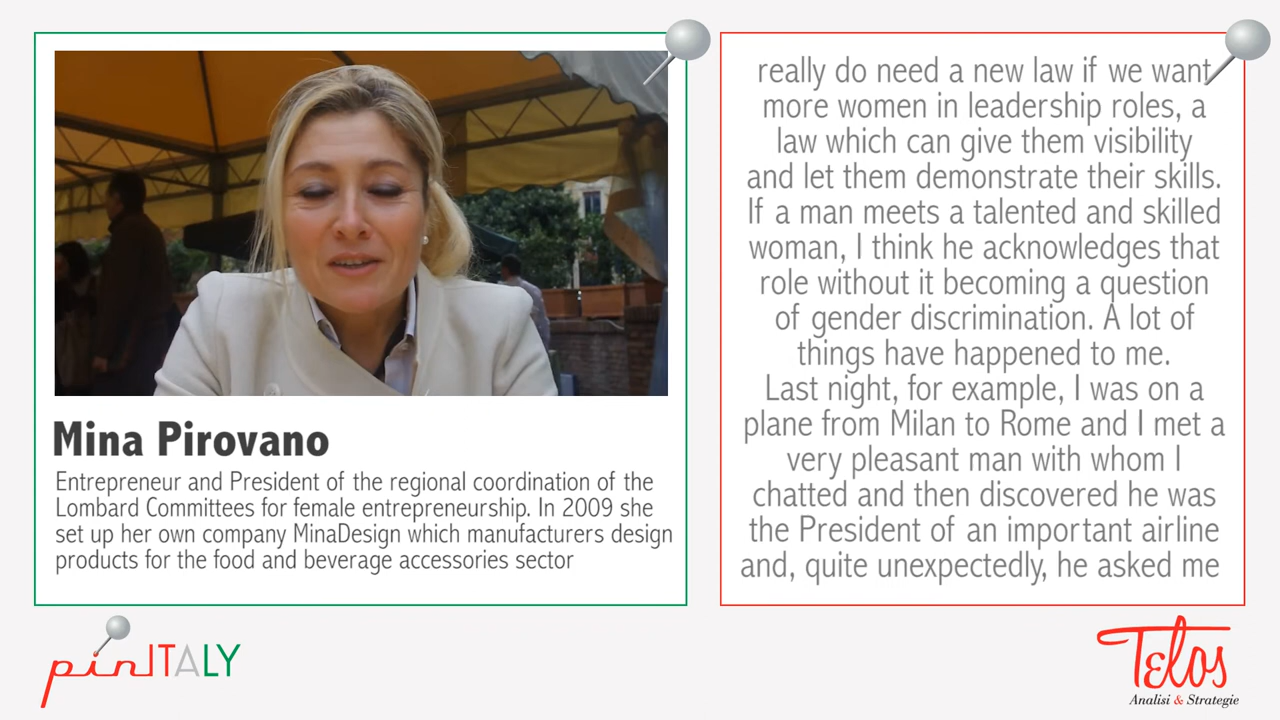 Mina Pirovano
Entrepreneur and President of the regional coordination of the
Lombard Committees for female entrepreneurship. In 2009 she
set up her own company MinaDesign which manufacturers design
products for the food and beverage accessories sector
really do need a new law if we want
more women in leadership roles, a
law which can give them visibility
and let them demonstrate their skills.
If a man meets a talented and skilled
woman, I think he acknowledges that
role without it becoming a question
of gender discrimination. A lot of
things have happened to me.
Last night, for example, I was on a
plane from Milan to Rome and I met a
very pleasant man with whom I
chatted and then discovered he was
the President of an important airline
and, quite unexpectedly, he asked me
pinITALY
Telos
Analisi & Strategie